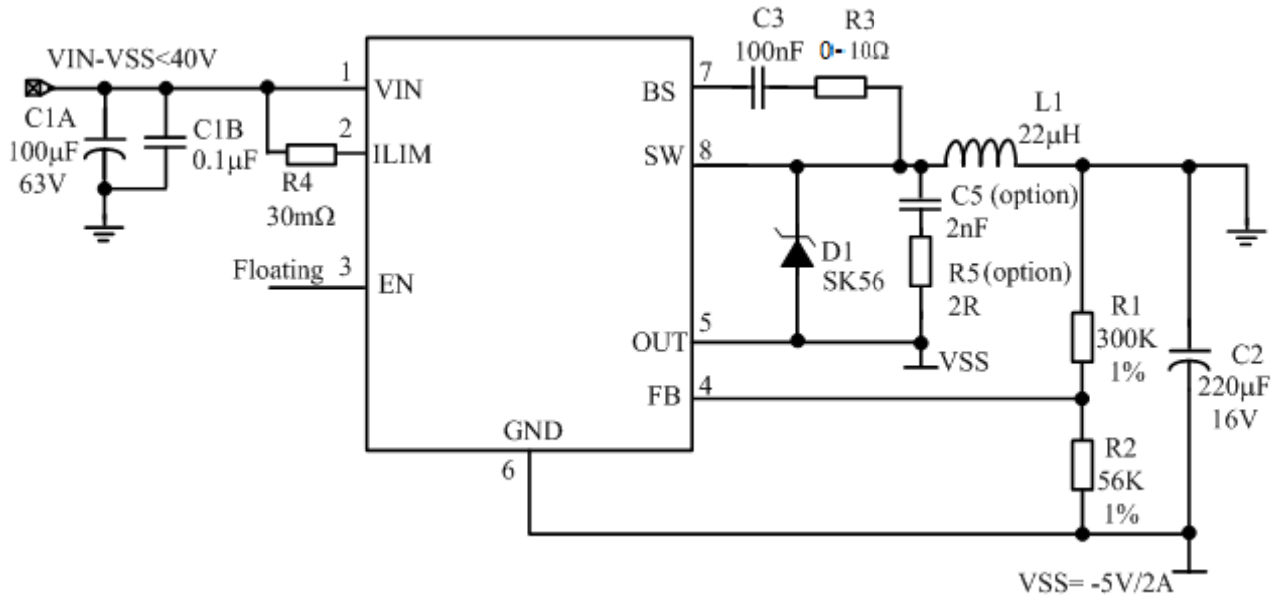 VIN-VSS<40V
C1A
100μF
63V
C1B
0.1μF
R4
30mΩ
Floating
1
2
3
VIN
ILIM
EN
GND
6
BS
SW
OUT
FB
7
8
5
4
C3
100nF
R3
0-10Ω
L1
22μH
C5 (option)
2nF
D1
SK56
R5(option)
2R
VSS
R1
300K
1%
C2
220μF
16V
R2
56K
1%
VSS= -5V/2A